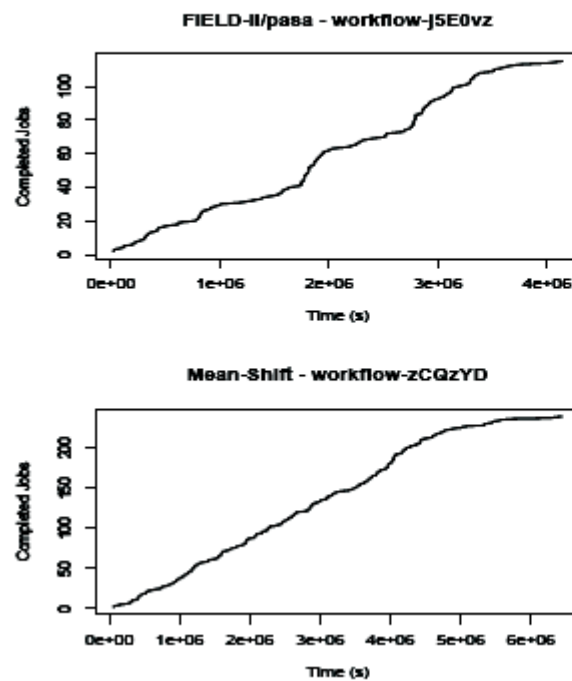 FIELD-II/pasa - workflow-j5E0vz
Completed Jobs
100
80
60
40
20
0
0e+00 1e+06 2e+06 3e+06 4e+06
Time (s)
Mean-Shift - workflow-zCQzYD
Completed Jobs
200
150
100
50
0
0e+00 1e+06 2e+06 3e+06 4e+06 5e+06 6e+06
Time (s)